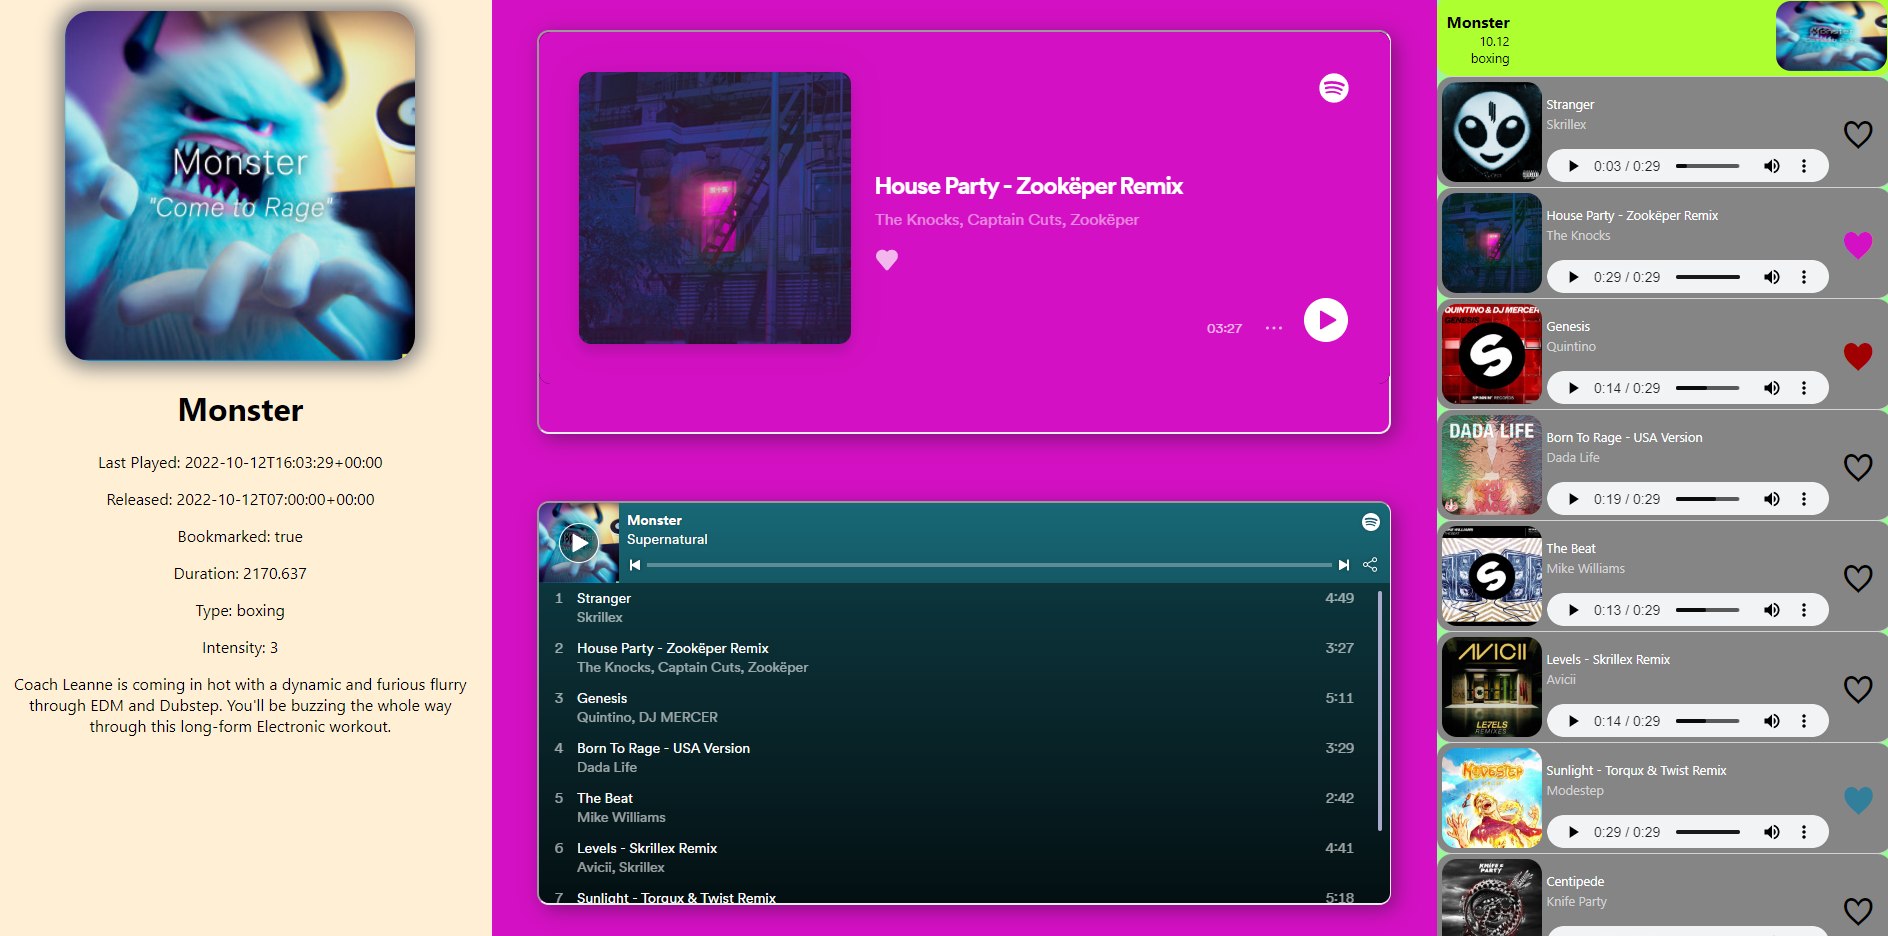 Monster
"Come to Rage"
Monster
Last Played: 2022-10-12T16:03:29+00:00
Released: 2022-10-12T07:00:00+00:00
Bookmarked: true
Duration: 2170.637
Type: boxing
Intensity: 3
Coach Leanne is coming in hot with a dynamic and furious flurry
through EDM and Dubstep. You'll be buzzing the whole way
through this long-form Electronic workout.
House Party - Zookëper Remix
The Knocks, Captain Cuts, Zookëper
03:27
Monster
Supernatural
1 Stranger 4:49
Skrillex
2 House Party - Zookëper Remix 3:27
The Knocks, Captain Cuts, Zookëper
3 Genesis 5:11
Quintino, DJ MERCER
4 Born To Rage - USA Version 3:29
Dada Life
5 The Beat 2:42
Mike Williams
6 Levels - Skrillex Remix 4:41
Avicii, Skrillex
7 Sunlight - Torqux & Twist Remix 5:18
Monster
10.12
boxing
Stranger
Skrillex
0:03 / 0:29
House Party - Zookëper Remix
The Knocks
0:29 / 0:29
QUINTINO & DJ MERCER
GENESIS
Genesis
Quintino
0:14 / 0:29
DADA LIFE
BORN TO RAGE
Born To Rage - USA Version
Dada Life
0:19 / 0:29
The Beat
Mike Williams
0:13 / 0:29
AVICII
LEVELS
REMIXES
Levels - Skrillex Remix
Avicii
0:14 / 0:29
MODESTEP
Sunlight - Torqux & Twist Remix
Modestep
0:29 / 0:29
KNIFE
PARTY
Centipede
Knife Party